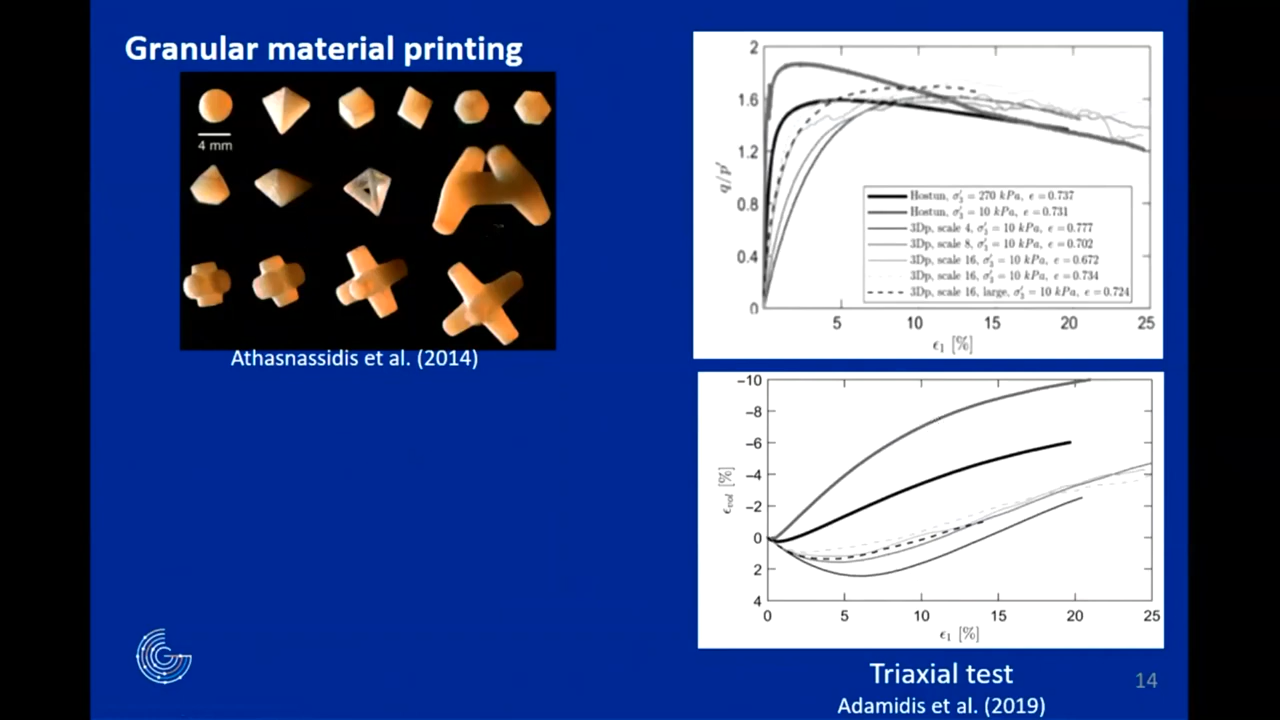 Granular material printing
4 mm
Athasnassidis et al. (2014)
2
1.6
1.2
0.8
0.4
0
q/p′
Hostun, σ′₃ = 270 kPa, e = 0.737
Hostun, σ′₃ = 10 kPa, e = 0.731
3Dp, scale 4, σ′₃ = 10 kPa, e = 0.777
3Dp, scale 8, σ′₃ = 10 kPa, e = 0.702
3Dp, scale 16, σ′₃ = 10 kPa, e = 0.672
3Dp, scale 16, σ′₃ = 10 kPa, e = 0.734
3Dp, scale 16, large, σ′₃ = 10 kPa, e = 0.724
5 10 15 20 25
ϵ₁ [%]
−10
−8
−6
−4
−2
0
2
4
ϵvol [%]
0 5 10 15 20 25
ϵ₁ [%]
Triaxial test
Adamidis et al. (2019)
14